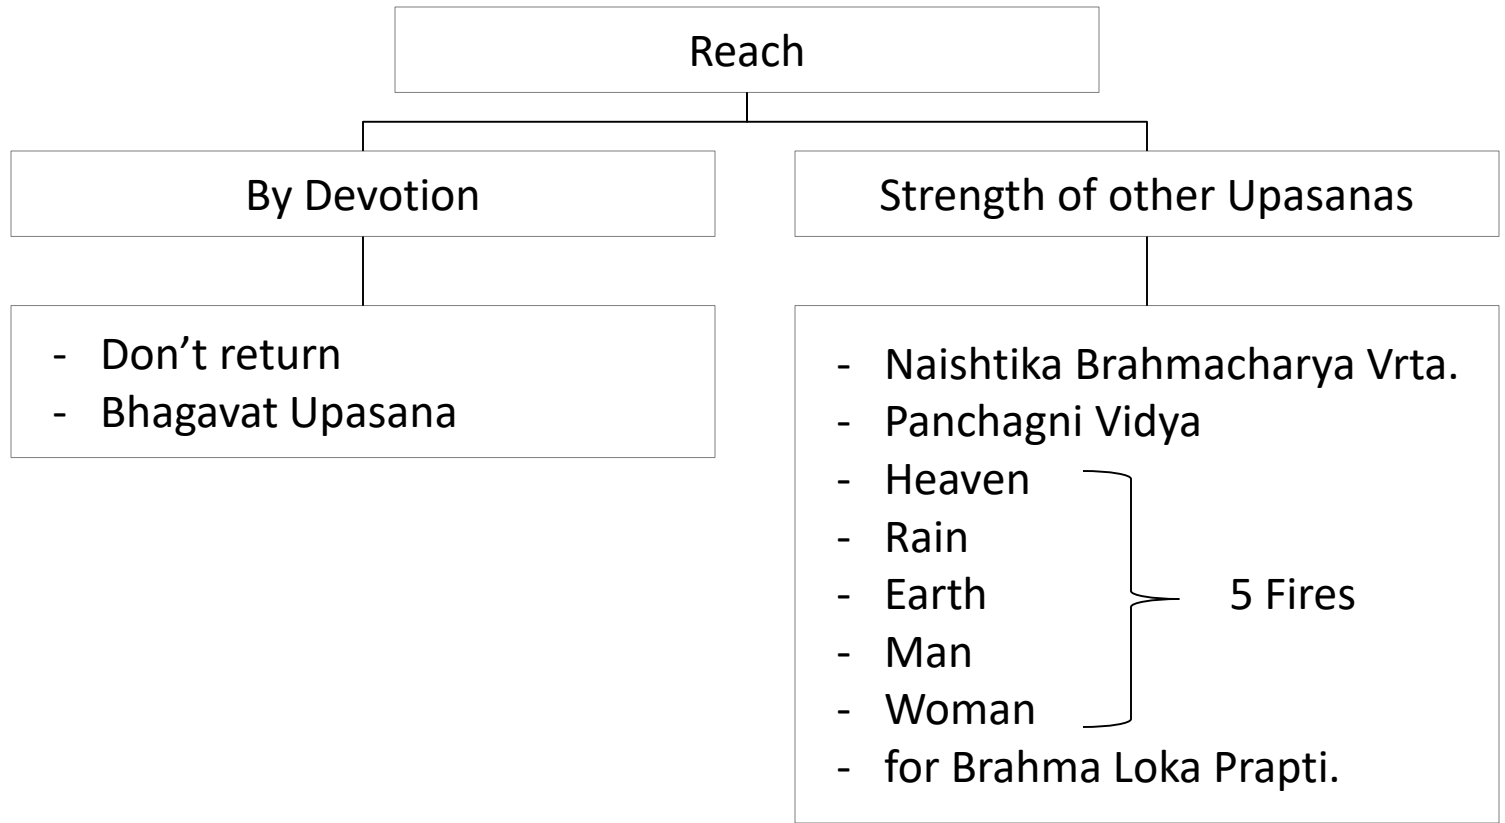 Reach
By Devotion
Strength of other Upasanas
- Don’t return
- Bhagavat Upasana
- Naishtika Brahmacharya Vrta.
- Panchagni Vidya
- Heaven
- Rain
- Earth
- Man
- Woman
5 Fires
- for Brahma Loka Prapti.